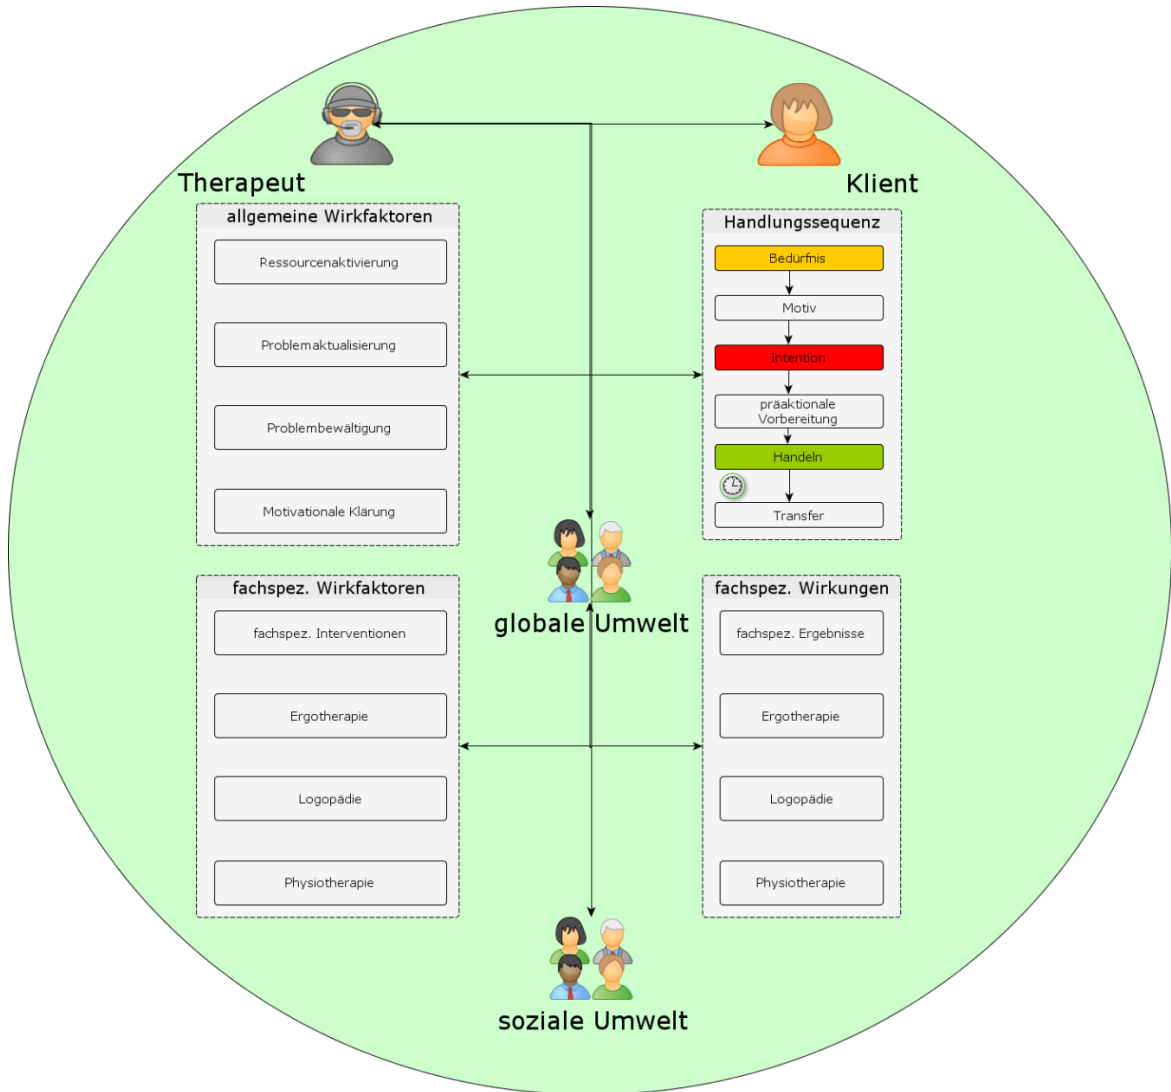 Therapeut
Klient
allgemeine Wirkfaktoren
Ressourcenaktivierung
Problemaktualisierung
Problembewältigung
Motivationale Klärung
Handlungssequenz
Bedürfnis
Motiv
Intention
präaktionale
Vorbereitung
Handeln
Transfer
globale Umwelt
fachspez. Wirkfaktoren
fachspez. Interventionen
Ergotherapie
Logopädie
Physiotherapie
fachspez. Wirkungen
fachspez. Ergebnisse
Ergotherapie
Logopädie
Physiotherapie
soziale Umwelt